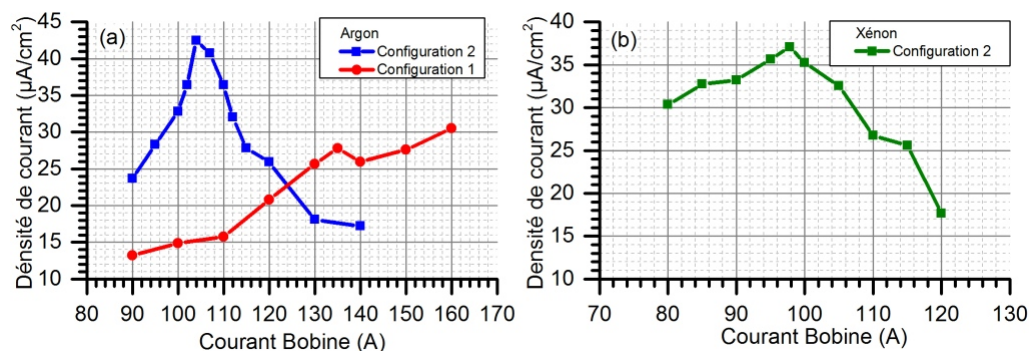 (a)
Argon
Configuration 2
Configuration 1
Dénsité de courant (µA/cm²)
45
40
35
30
25
20
15
10
80 90 100 110 120 130 140 150 160 170
Courant Bobine (A)
(b)
Xénon
Configuration 2
Densité de courant (µA/cm²)
40
35
30
25
20
15
10
70 80 90 100 110 120 130
Courant Bobine (A)